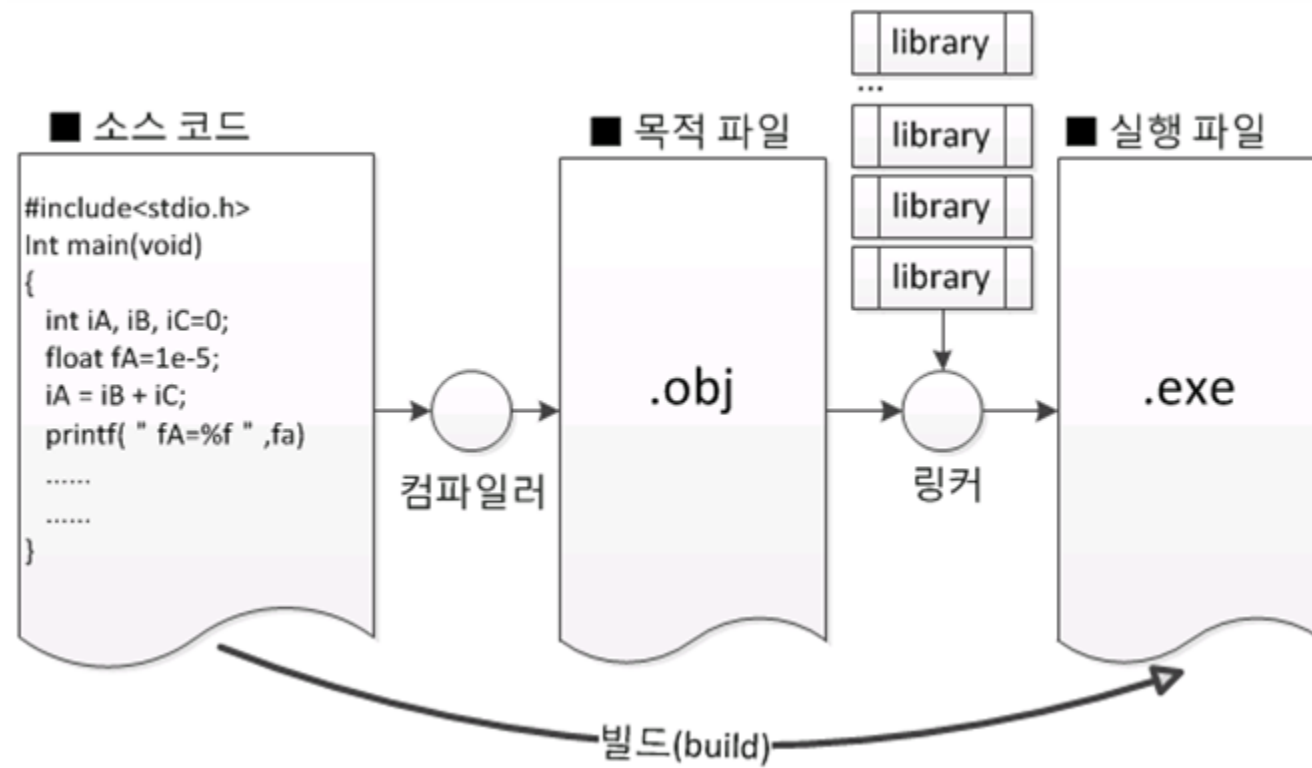 ■ 소스 코드
#include<stdio.h>
Int main(void)
{
int iA, iB, iC=0;
float fA=1e-5;
iA = iB + iC;
printf( " fA=%f " ,fa)
......
......
}
컴파일러
■ 목적 파일
.obj
library
...
library
library
library
링커
■ 실행 파일
.exe
빌드(build)